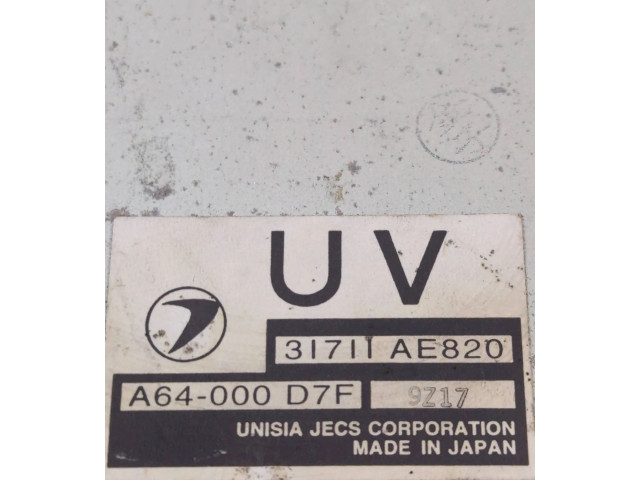 UV
31711 AE820
A64-000 D7F 9Z17
UNISIA JECS CORPORATION
MADE IN JAPAN